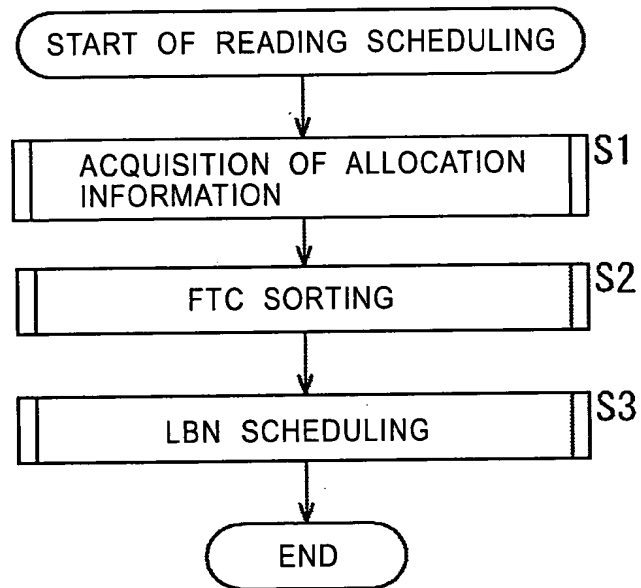 START OF READING SCHEDULING
S1
ACQUISITION OF ALLOCATION
INFORMATION
S2
FTC SORTING
S3
LBN SCHEDULING
END